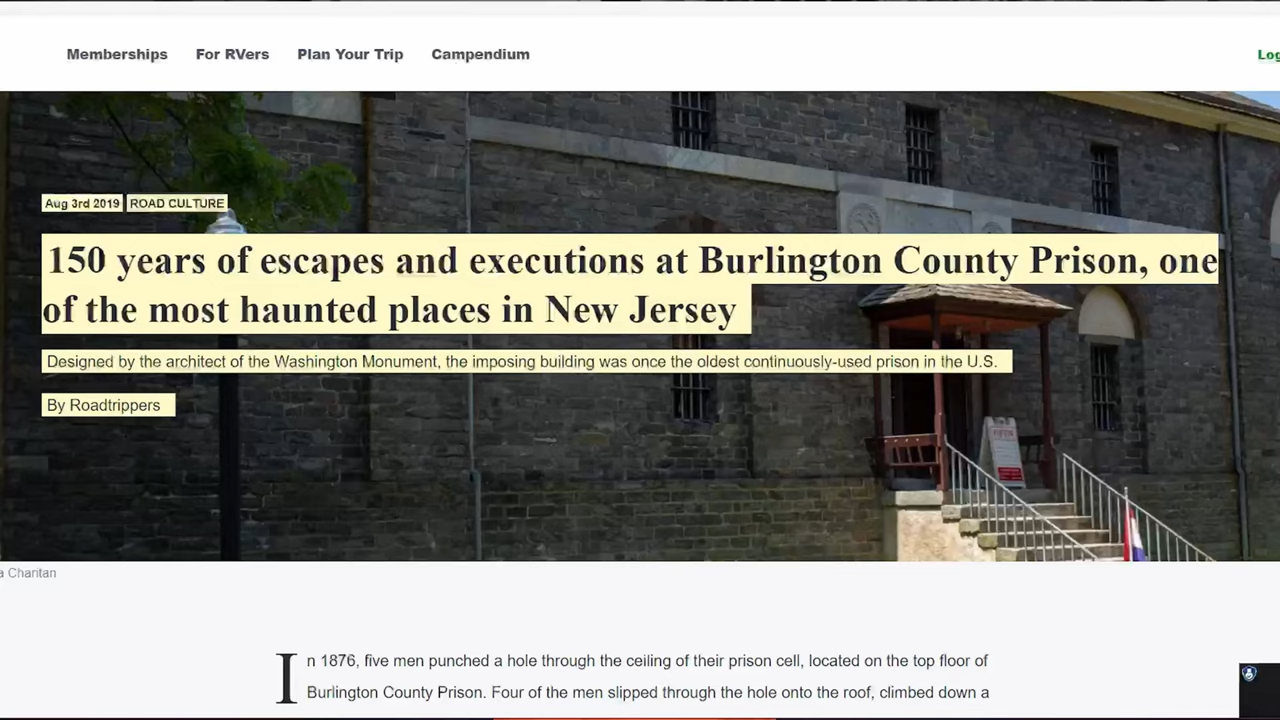 Memberships For RVers Plan Your Trip Campendium Log
Aug 3rd 2019 ROAD CULTURE
150 years of escapes and executions at Burlington County Prison, one
of the most haunted places in New Jersey
Designed by the architect of the Washington Monument, the imposing building was once the oldest continuously-used prison in the U.S.
By Roadtrippers
a Charitan
In 1876, five men punched a hole through the ceiling of their prison cell, located on the top floor of
Burlington County Prison. Four of the men slipped through the hole onto the roof, climbed down a